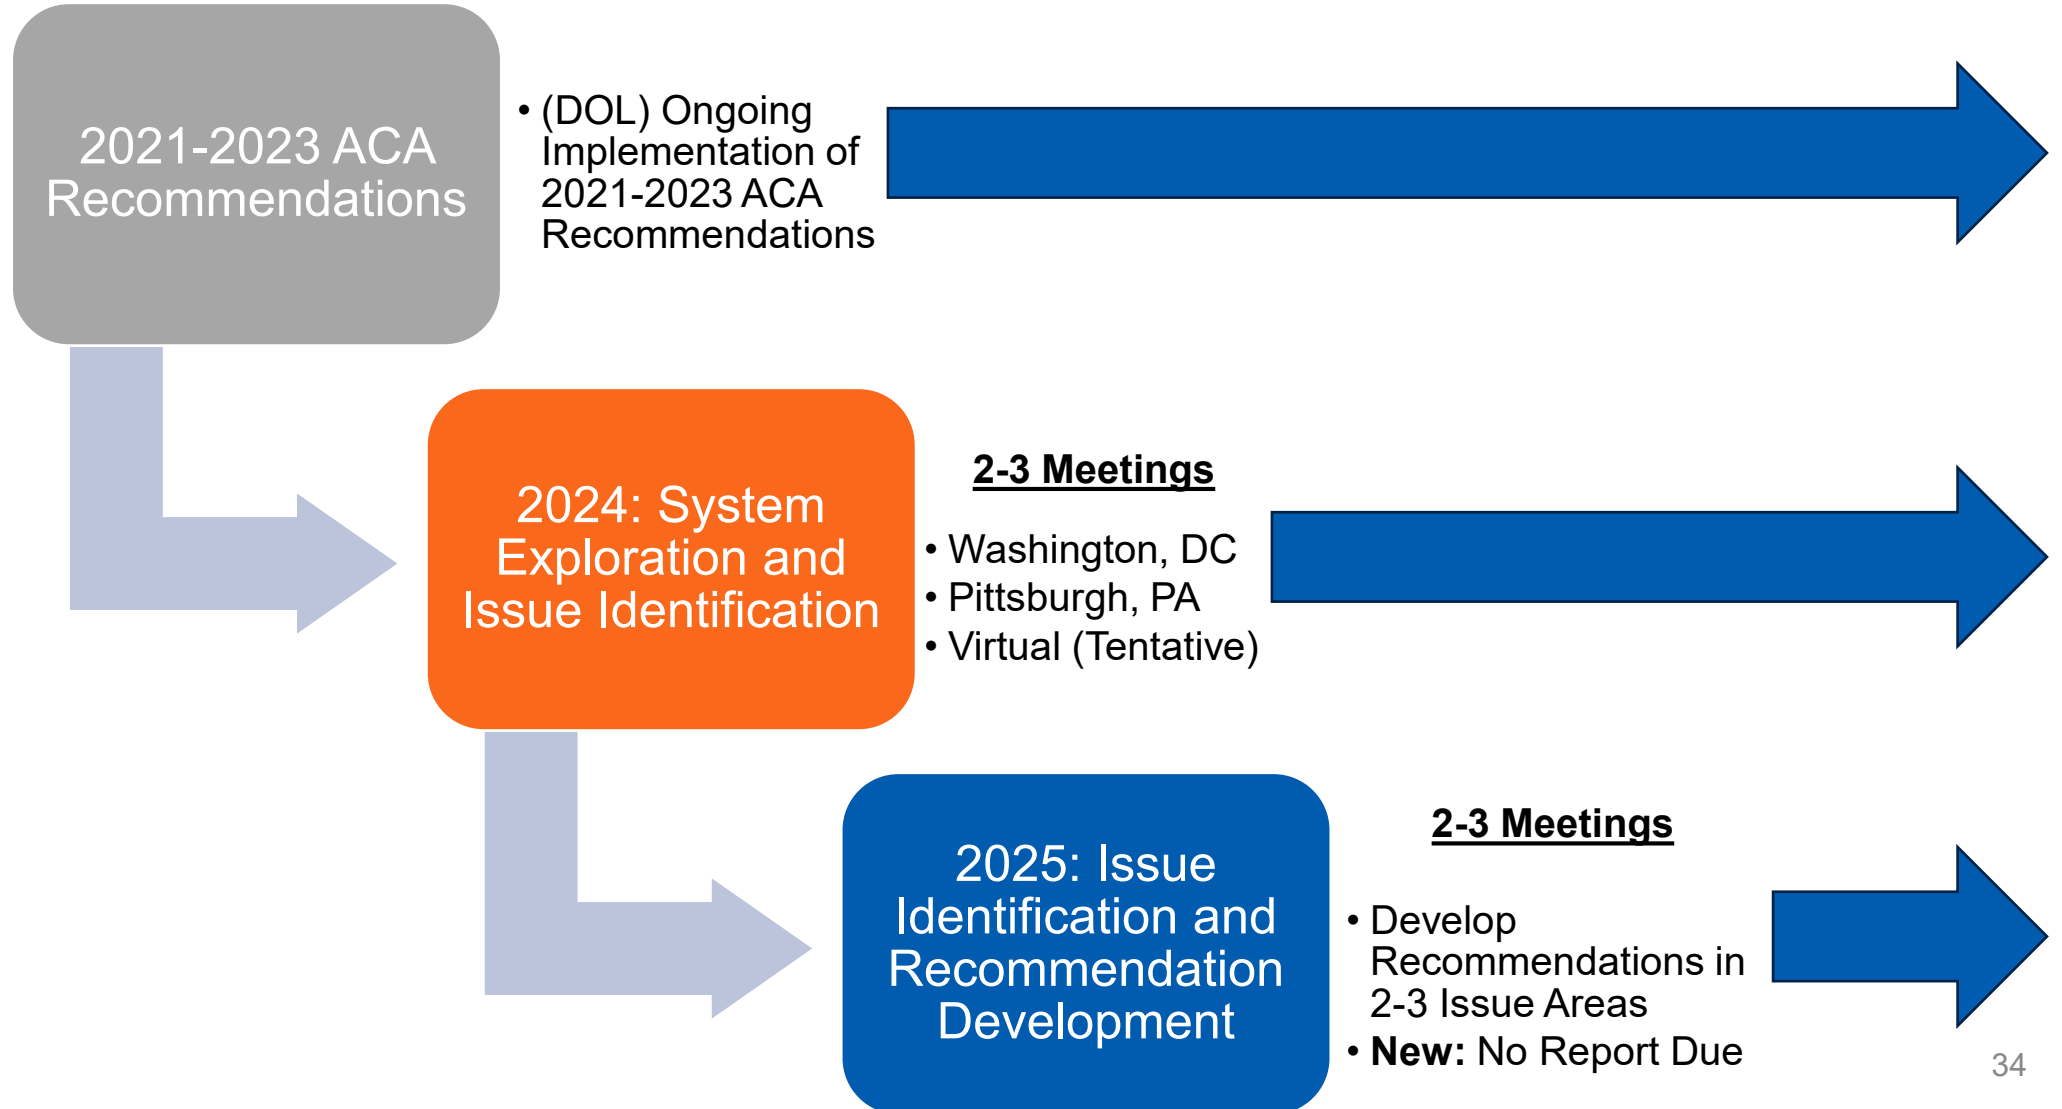 2021-2023 ACA
Recommendations
• (DOL) Ongoing
Implementation of
2021-2023 ACA
Recommendations
2024: System
Exploration and
Issue Identification
2-3 Meetings
• Washington, DC
• Pittsburgh, PA
• Virtual (Tentative)
2025: Issue
Identification and
Recommendation
Development
2-3 Meetings
• Develop
Recommendations in
2-3 Issue Areas
• New: No Report Due
34